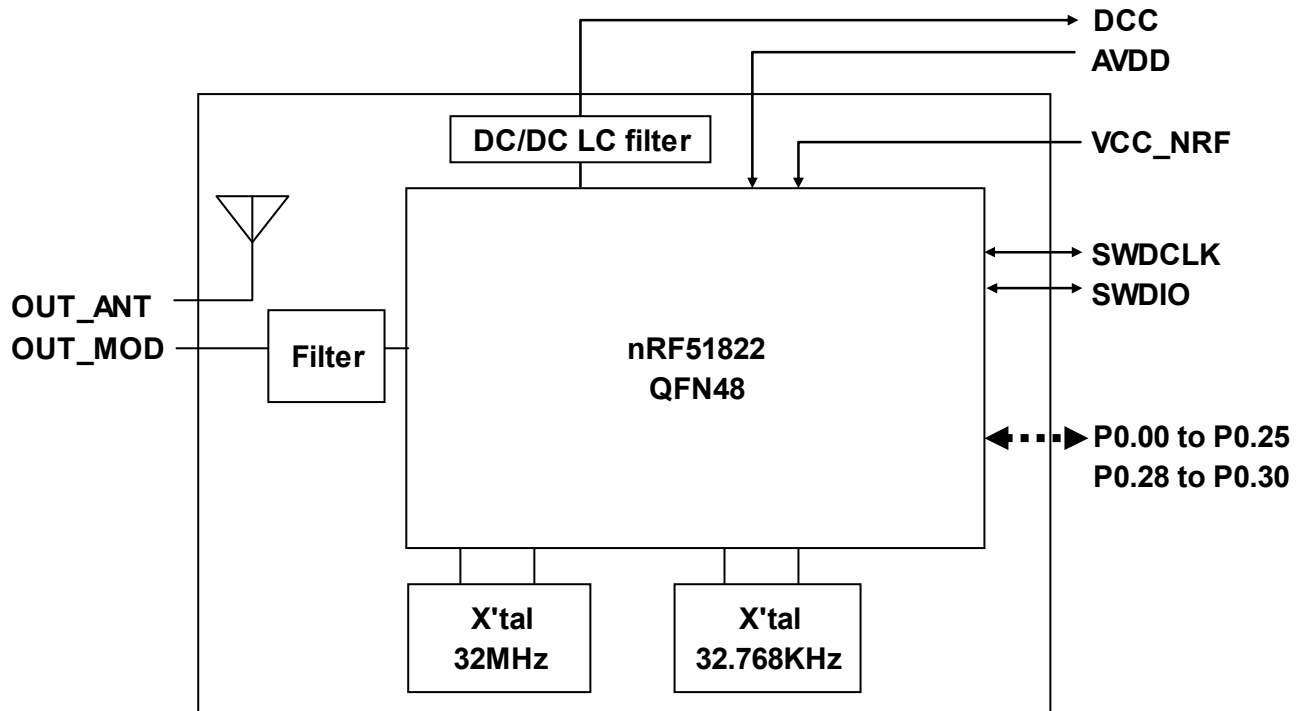 DCC
AVDD
DC/DC LC filter
VCC_NRF
SWDCLK
SWDIO
OUT_ANT
OUT_MOD
Filter
nRF51822
QFN48
P0.00 to P0.25
P0.28 to P0.30
X'tal
32MHz
X'tal
32.768KHz